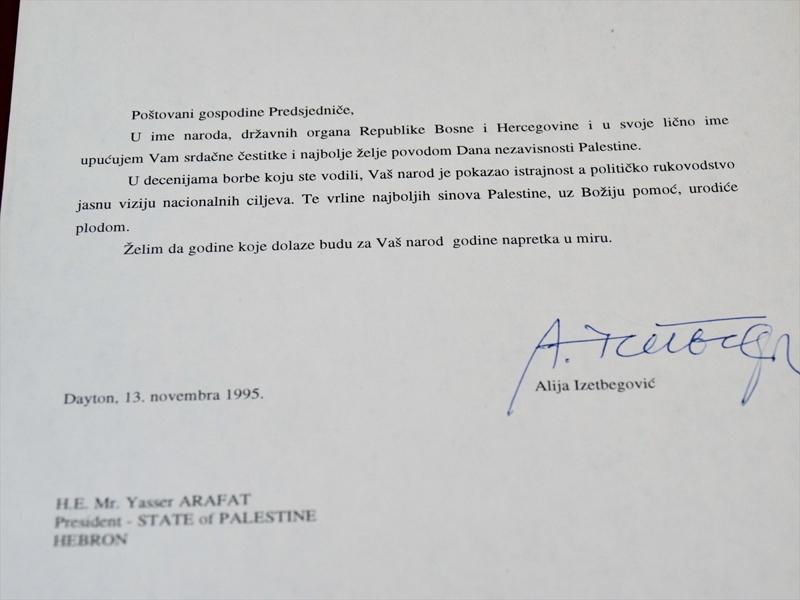 Poštovani gospodine Predsjedniče,
U ime naroda, državnih organa Republike Bosne i Hercegovine i u svoje lično ime
upućujem Vam srdačne čestitke i najbolje želje povodom Dana nezavisnosti Palestine.
U decenijama borbe koju ste vodili, Vaš narod je pokazao istrajnost a političko rukovodstvo
jasnu viziju nacionalnih ciljeva. Te vrline najboljih sinova Palestine, uz Božiju pomoć, urodiće
plodom.
Želim da godine koje dolaze budu za Vaš narod godine napretka u miru.
A. Izetbegov
Alija Izetbegović
Dayton, 13. novembra 1995.
H.E. Mr. Yasser ARAFAT
President - STATE of PALESTINE
HEBRON